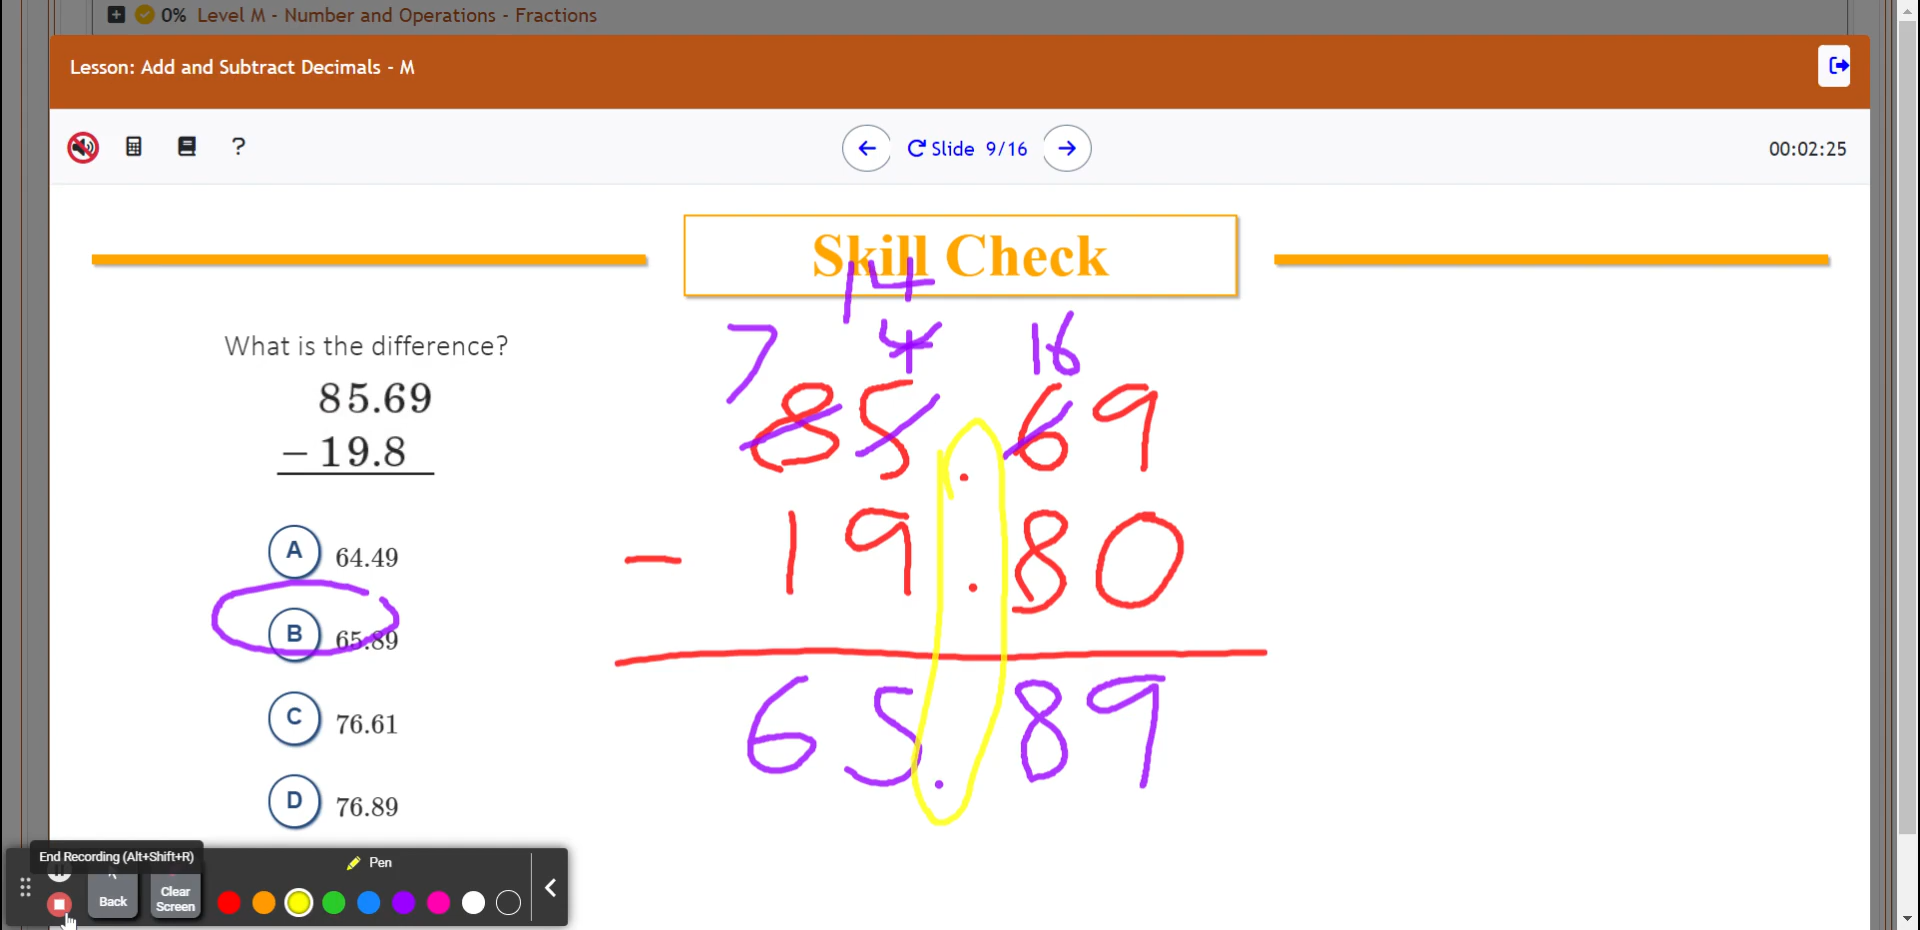 0% Level M - Number and Operations - Fractions
Lesson: Add and Subtract Decimals - M
?
Slide 9/16
00:02:25
Skill Check
What is the difference?
85.69
– 19.8
A 64.49
B 65.89
C 76.61
D 76.89
14
7 4 16
85.69
- 19.80
65.89
End Recording (Alt+Shift+R)
Pen
Back
Clear
Screen